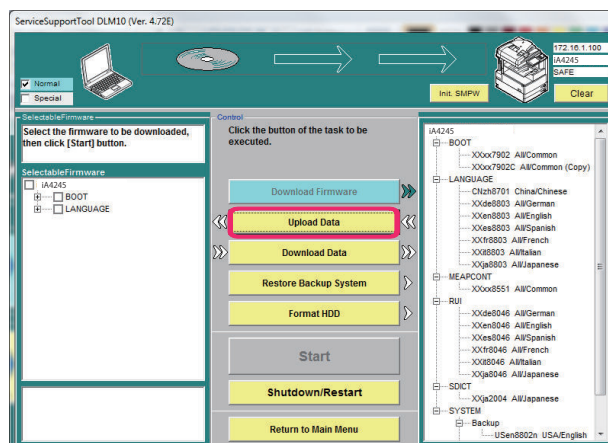 ServiceSupportTool DLM10 (Ver. 4.72E)
172.16.1.100
iA4245
SAFE
Normal
Special
Init. SMPW
Clear
SelectableFirmware
Select the firmware to be downloaded,
then click [Start] button.
SelectableFirmware
iA4245
BOOT
LANGUAGE
Control
Click the button of the task to be
executed.
Download Firmware
Upload Data
Download Data
Restore Backup System
Format HDD
Start
Shutdown/Restart
Return to Main Menu
iA4245
BOOT
XXxx7902 All/Common
XXxx7902C All/Common (Copy)
LANGUAGE
CNzh8701 China/Chinese
XXde8803 All/German
XXen8803 All/English
XXes8803 All/Spanish
XXfr8803 All/French
XXit8803 All/Italian
XXja8803 All/Japanese
MEAPCONT
XXxx8551 All/Common
RUI
XXde8046 All/German
XXen8046 All/English
XXes8046 All/Spanish
XXfr8046 All/French
XXit8046 All/Italian
XXja8046 All/Japanese
SDICT
XXja2004 All/Japanese
SYSTEM
Backup
USen8802n USA/English